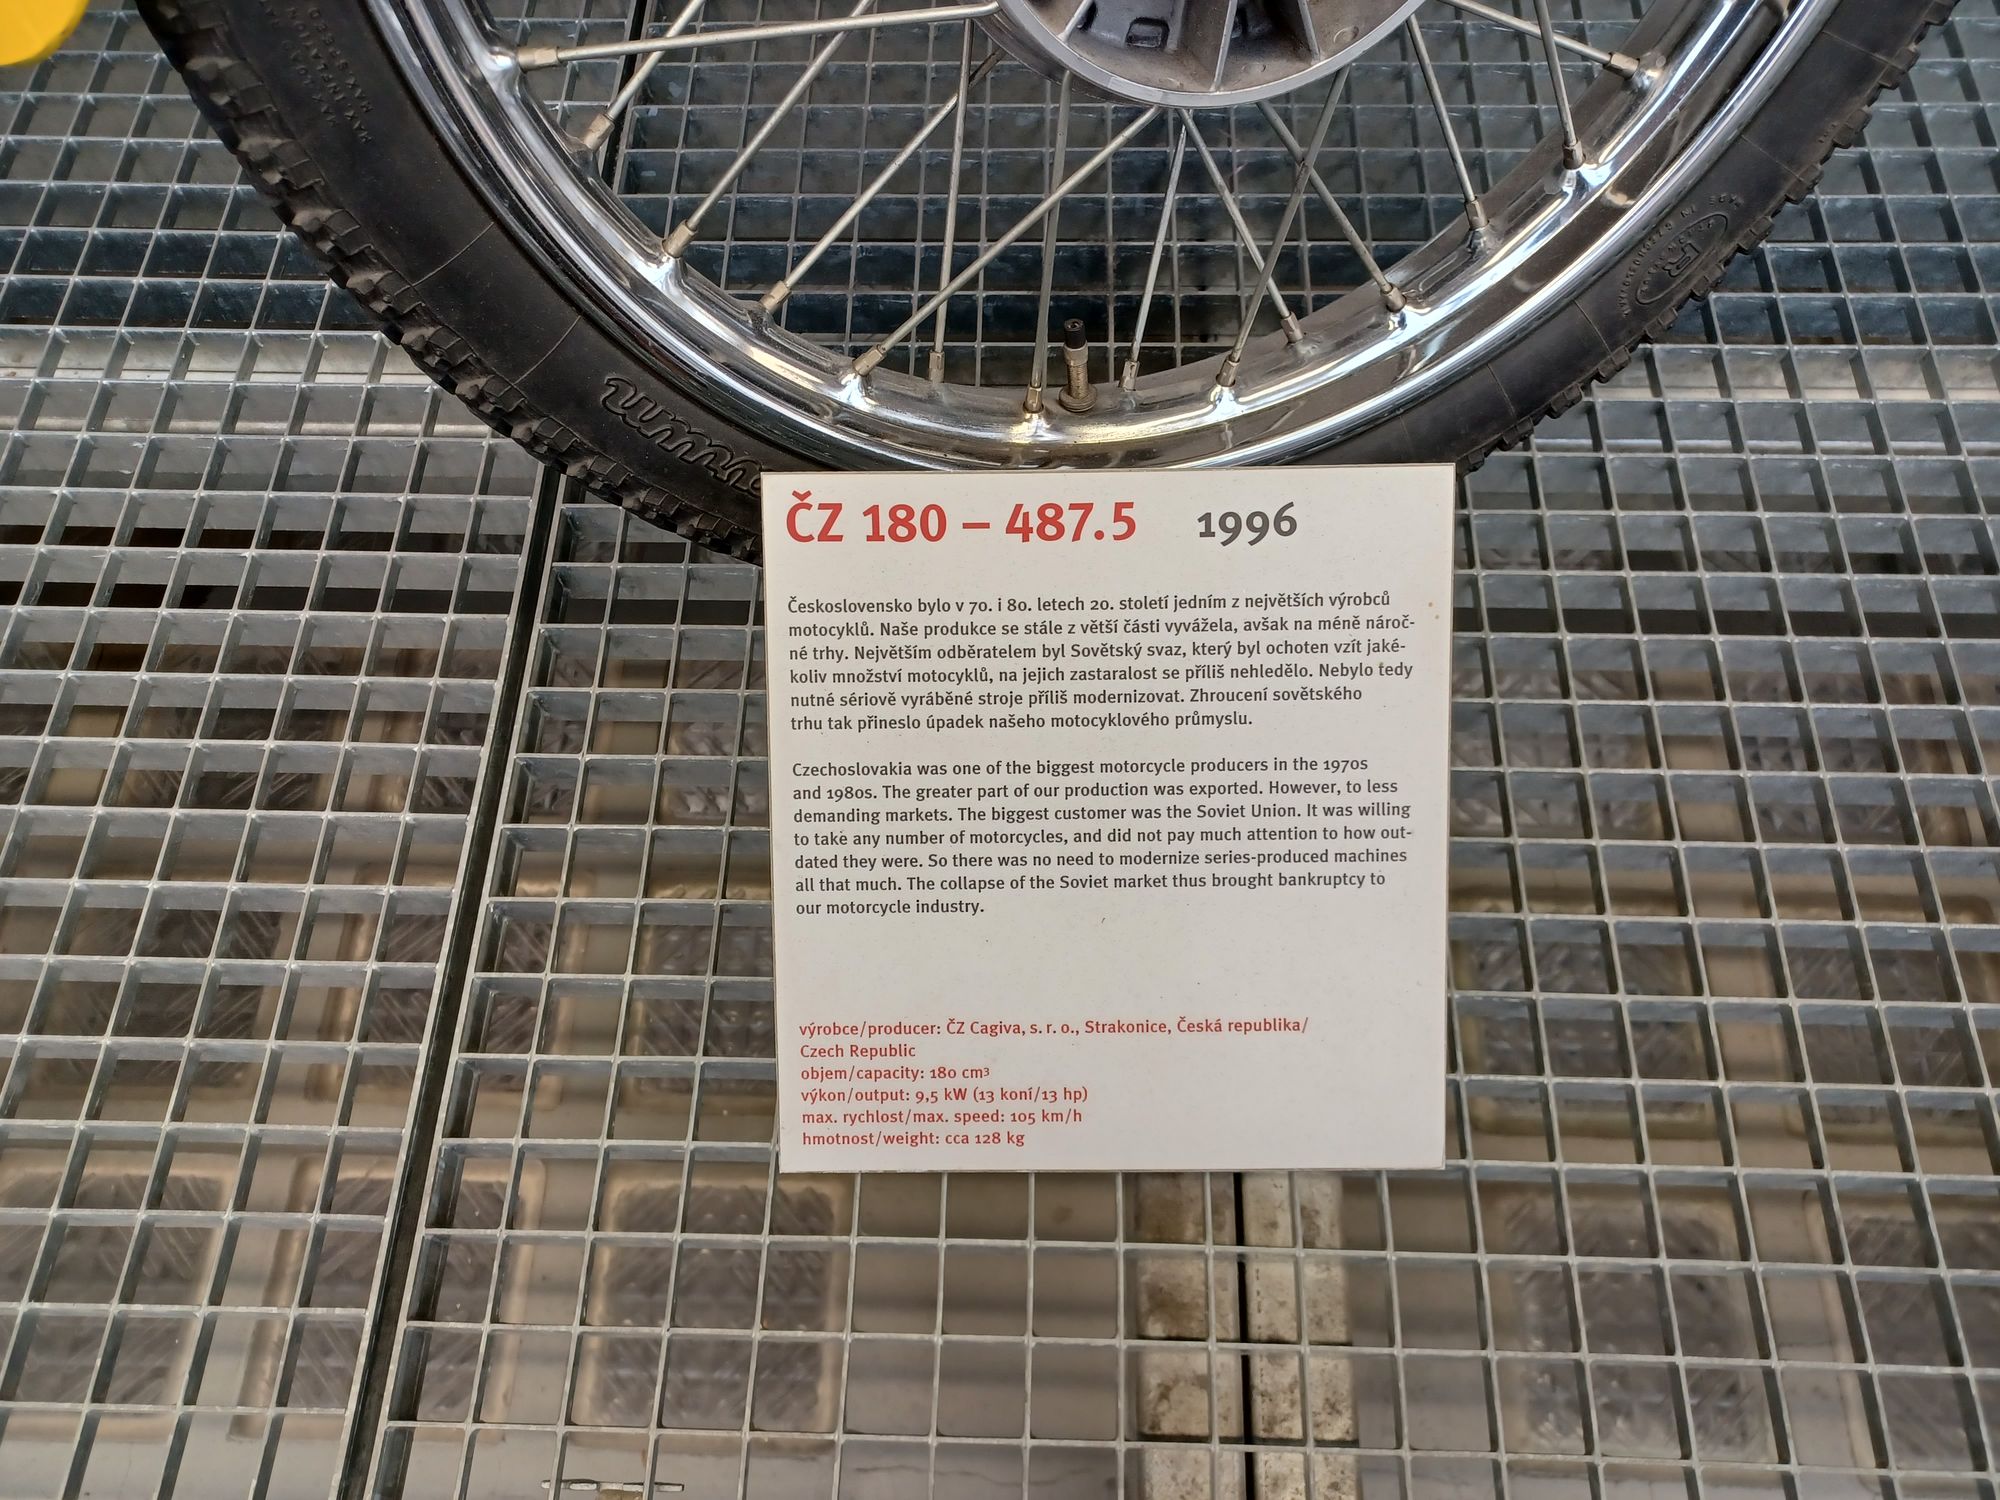 MAX LOAD
MAX INFLATION
MAX SPEED
ČZ 180 – 487.5 1996
Československo bylo v 70. i 80. letech 20. století jedním z největších výrobců
motocyklů. Naše produkce se stále z větší části vyvážela, avšak na méně nároč-
né trhy. Největším odběratelem byl Sovětský svaz, který byl ochoten vzít jaké-
koliv množství motocyklů, na jejich zastaralost se příliš nehledělo. Nebylo tedy
nutné sériově vyráběné stroje příliš modernizovat. Zhroucení sovětského
trhu tak přineslo úpadek našeho motocyklového průmyslu.
Czechoslovakia was one of the biggest motorcycle producers in the 1970s
and 1980s. The greater part of our production was exported. However, to less
demanding markets. The biggest customer was the Soviet Union. It was willing
to take any number of motorcycles, and did not pay much attention to how out-
dated they were. So there was no need to modernize series-produced machines
all that much. The collapse of the Soviet market thus brought bankruptcy to
our motorcycle industry.
výrobce/producer: ČZ Cagiva, s. r. o., Strakonice, Česká republika/
Czech Republic
objem/capacity: 180 cm³
výkon/output: 9,5 kW (13 koní/13 hp)
max. rychlost/max. speed: 105 km/h
hmotnost/weight: cca 128 kg